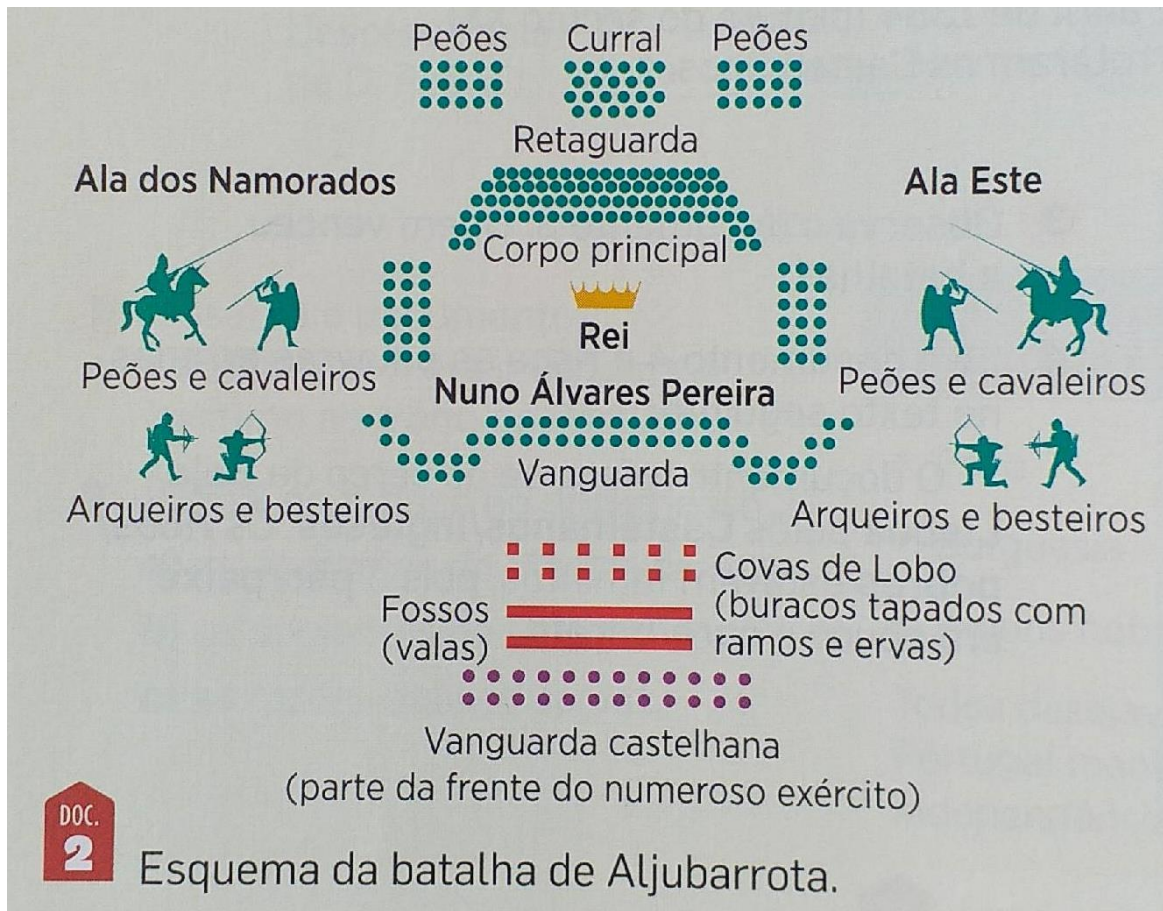 Peões Curral Peões
Retaguarda
Ala dos Namorados
Ala Este
Corpo principal
Rei
Peões e cavaleiros
Nuno Álvares Pereira
Peões e cavaleiros
Vanguarda
Arqueiros e besteiros
Arqueiros e besteiros
Covas de Lobo
(buracos tapados com
ramos e ervas)
Fossos
(valas)
Vanguarda castelhana
(parte da frente do numeroso exército)
DOC.
2
Esquema da batalha de Aljubarrota.